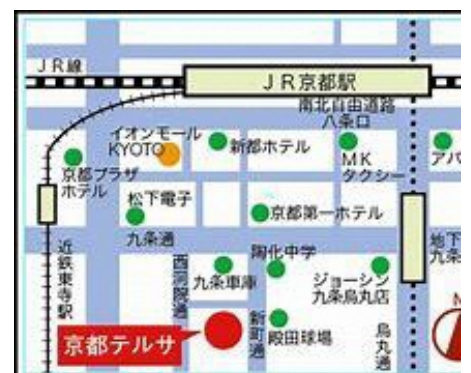 JR線
JR京都駅
南北自由通路
八条口
イオンモール
KYOTO
新都ホテル
MK
タクシー
アパ
京都プラザ
ホテル
松下電子
京都第一ホテル
九条通
地下
九条
近鉄東寺駅
西洞院通
九条車庫
陶化中学
ジョーシン
九条烏丸店
新町通
殿田球場
烏丸通
京都テルサ
N